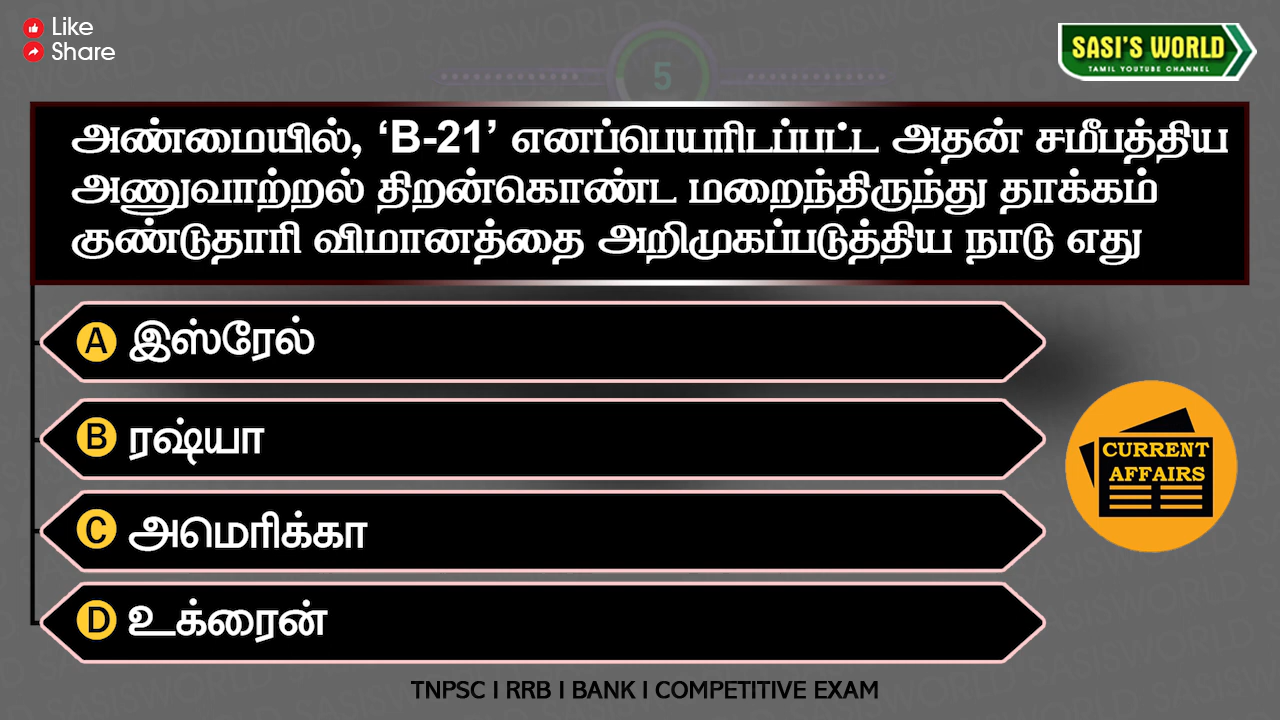 Like
Share
SASI'S WORLD
TAMIL YOUTUBE CHANNEL
5
அண்மையில், ‘B-21’ எனப்பெயரிடப்பட்ட அதன் சமீபத்திய
அணுவாற்றல் திறன்கொண்ட மறைந்திருந்து தாக்கம்
குண்டுதாரி விமானத்தை அறிமுகப்படுத்திய நாடு எது
A இஸ்ரேல்
B ரஷ்யா
C அமெரிக்கா
D உக்ரைன்
CURRENT
AFFAIRS
TNPSC I RRB I BANK I COMPETITIVE EXAM